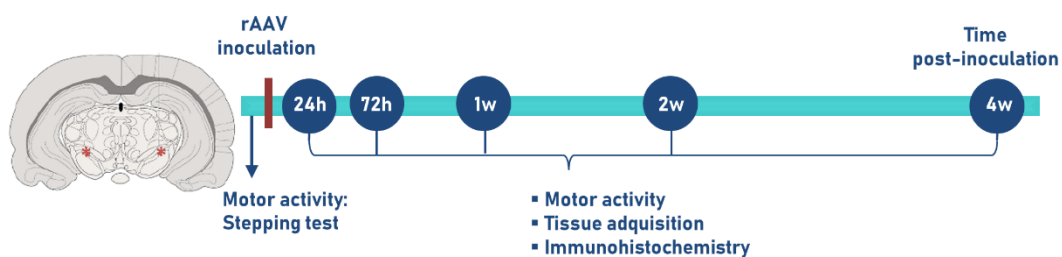 rAAV
inoculation
Time
post-inoculation
24h
72h
1w
2w
4w
* *
Motor activity:
Stepping test
▪ Motor activity
▪ Tissue adquisition
▪ Immunohistochemistry